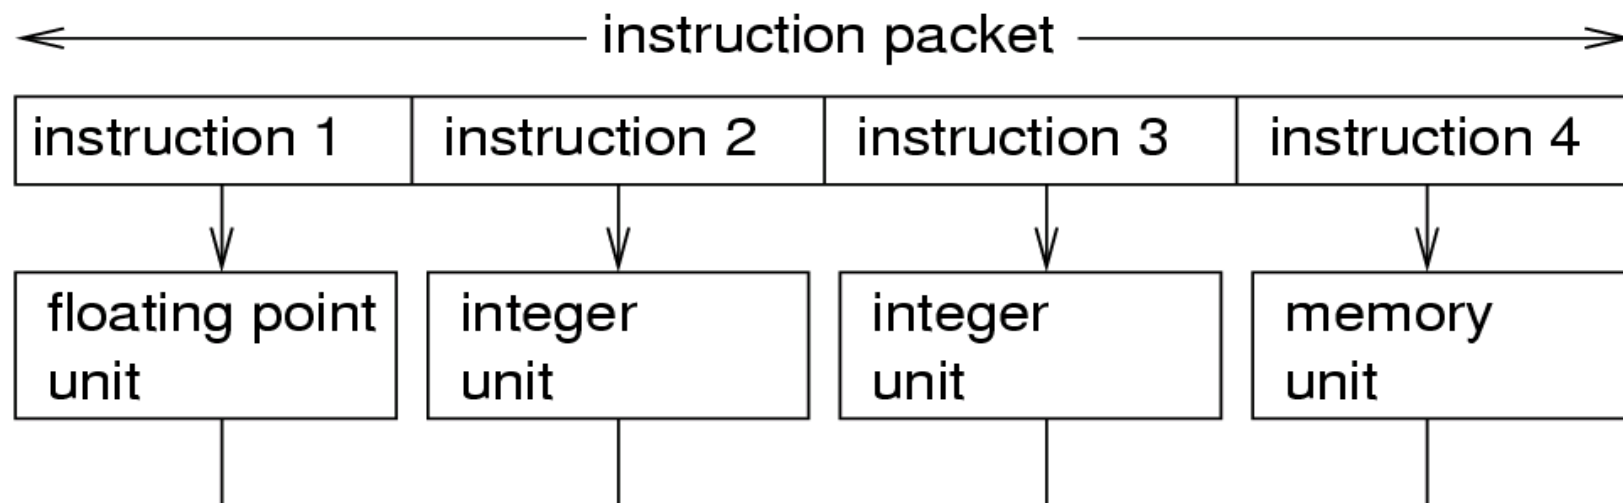 instruction packet
instruction 1 instruction 2 instruction 3 instruction 4
floating point unit
integer unit
integer unit
memory unit